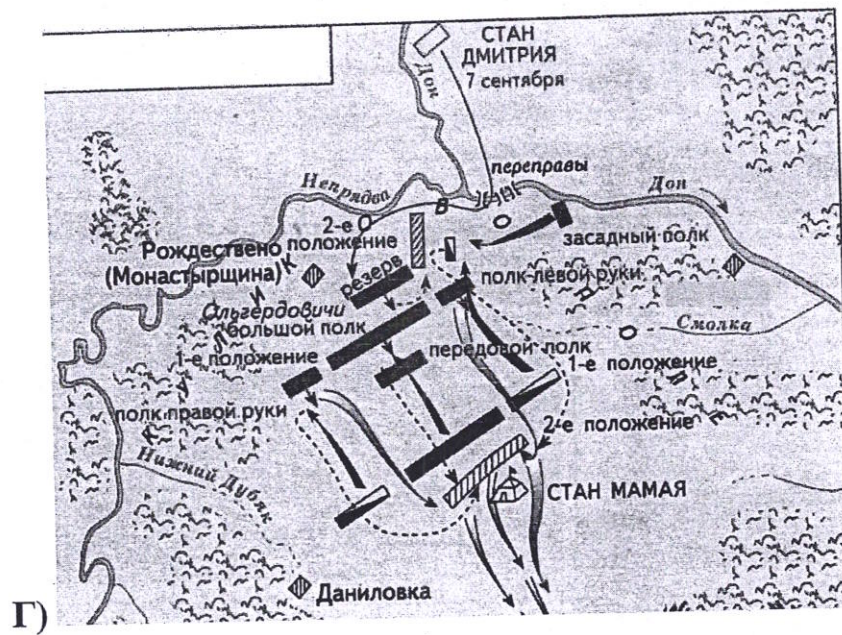 СТАН
ДМИТРИЯ
7 сентября
Дон
переправы
Непрядва
Дон
2-е
положение
засадный полк
Рождествено
(Монастырщина)
резерв
полк левой руки
Ольгердовичи
большой полк
Смолка
1-е положение
передовой полк
1-е положение
полк правой руки
2-е положение
Нижний Дубяк
СТАН МАМАЯ
Даниловка
Г)